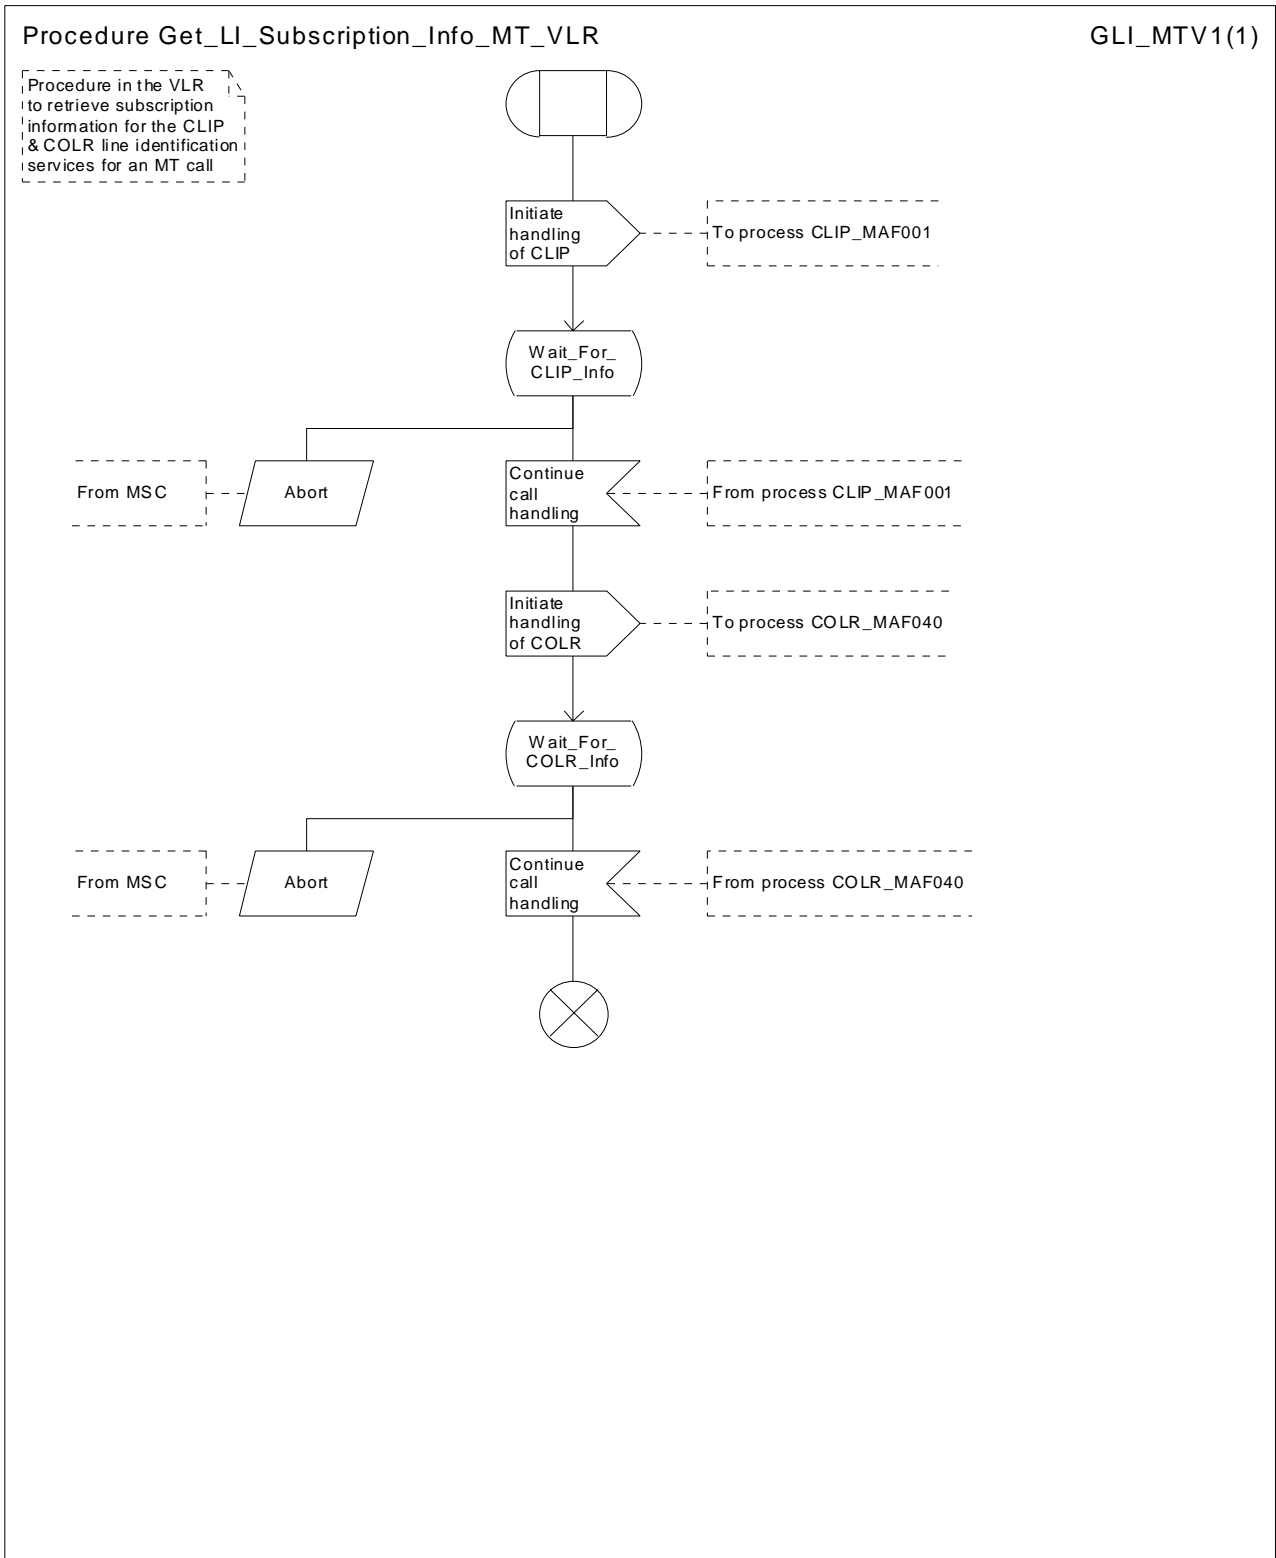 Procedure Get_LI_Subscription_Info_MT_VLR
GLI_MTV1(1)
Procedure in the VLR
to retrieve subscription
information for the CLIP
& COLR line identification
services for an MT call
Initiate
handling
of CLIP
To process CLIP_MAF001
Wait_For_
CLIP_Info
From MSC
Abort
Continue
call
handling
From process CLIP_MAF001
Initiate
handling
of COLR
To process COLR_MAF040
Wait_For_
COLR_Info
From MSC
Abort
Continue
call
handling
From process COLR_MAF040